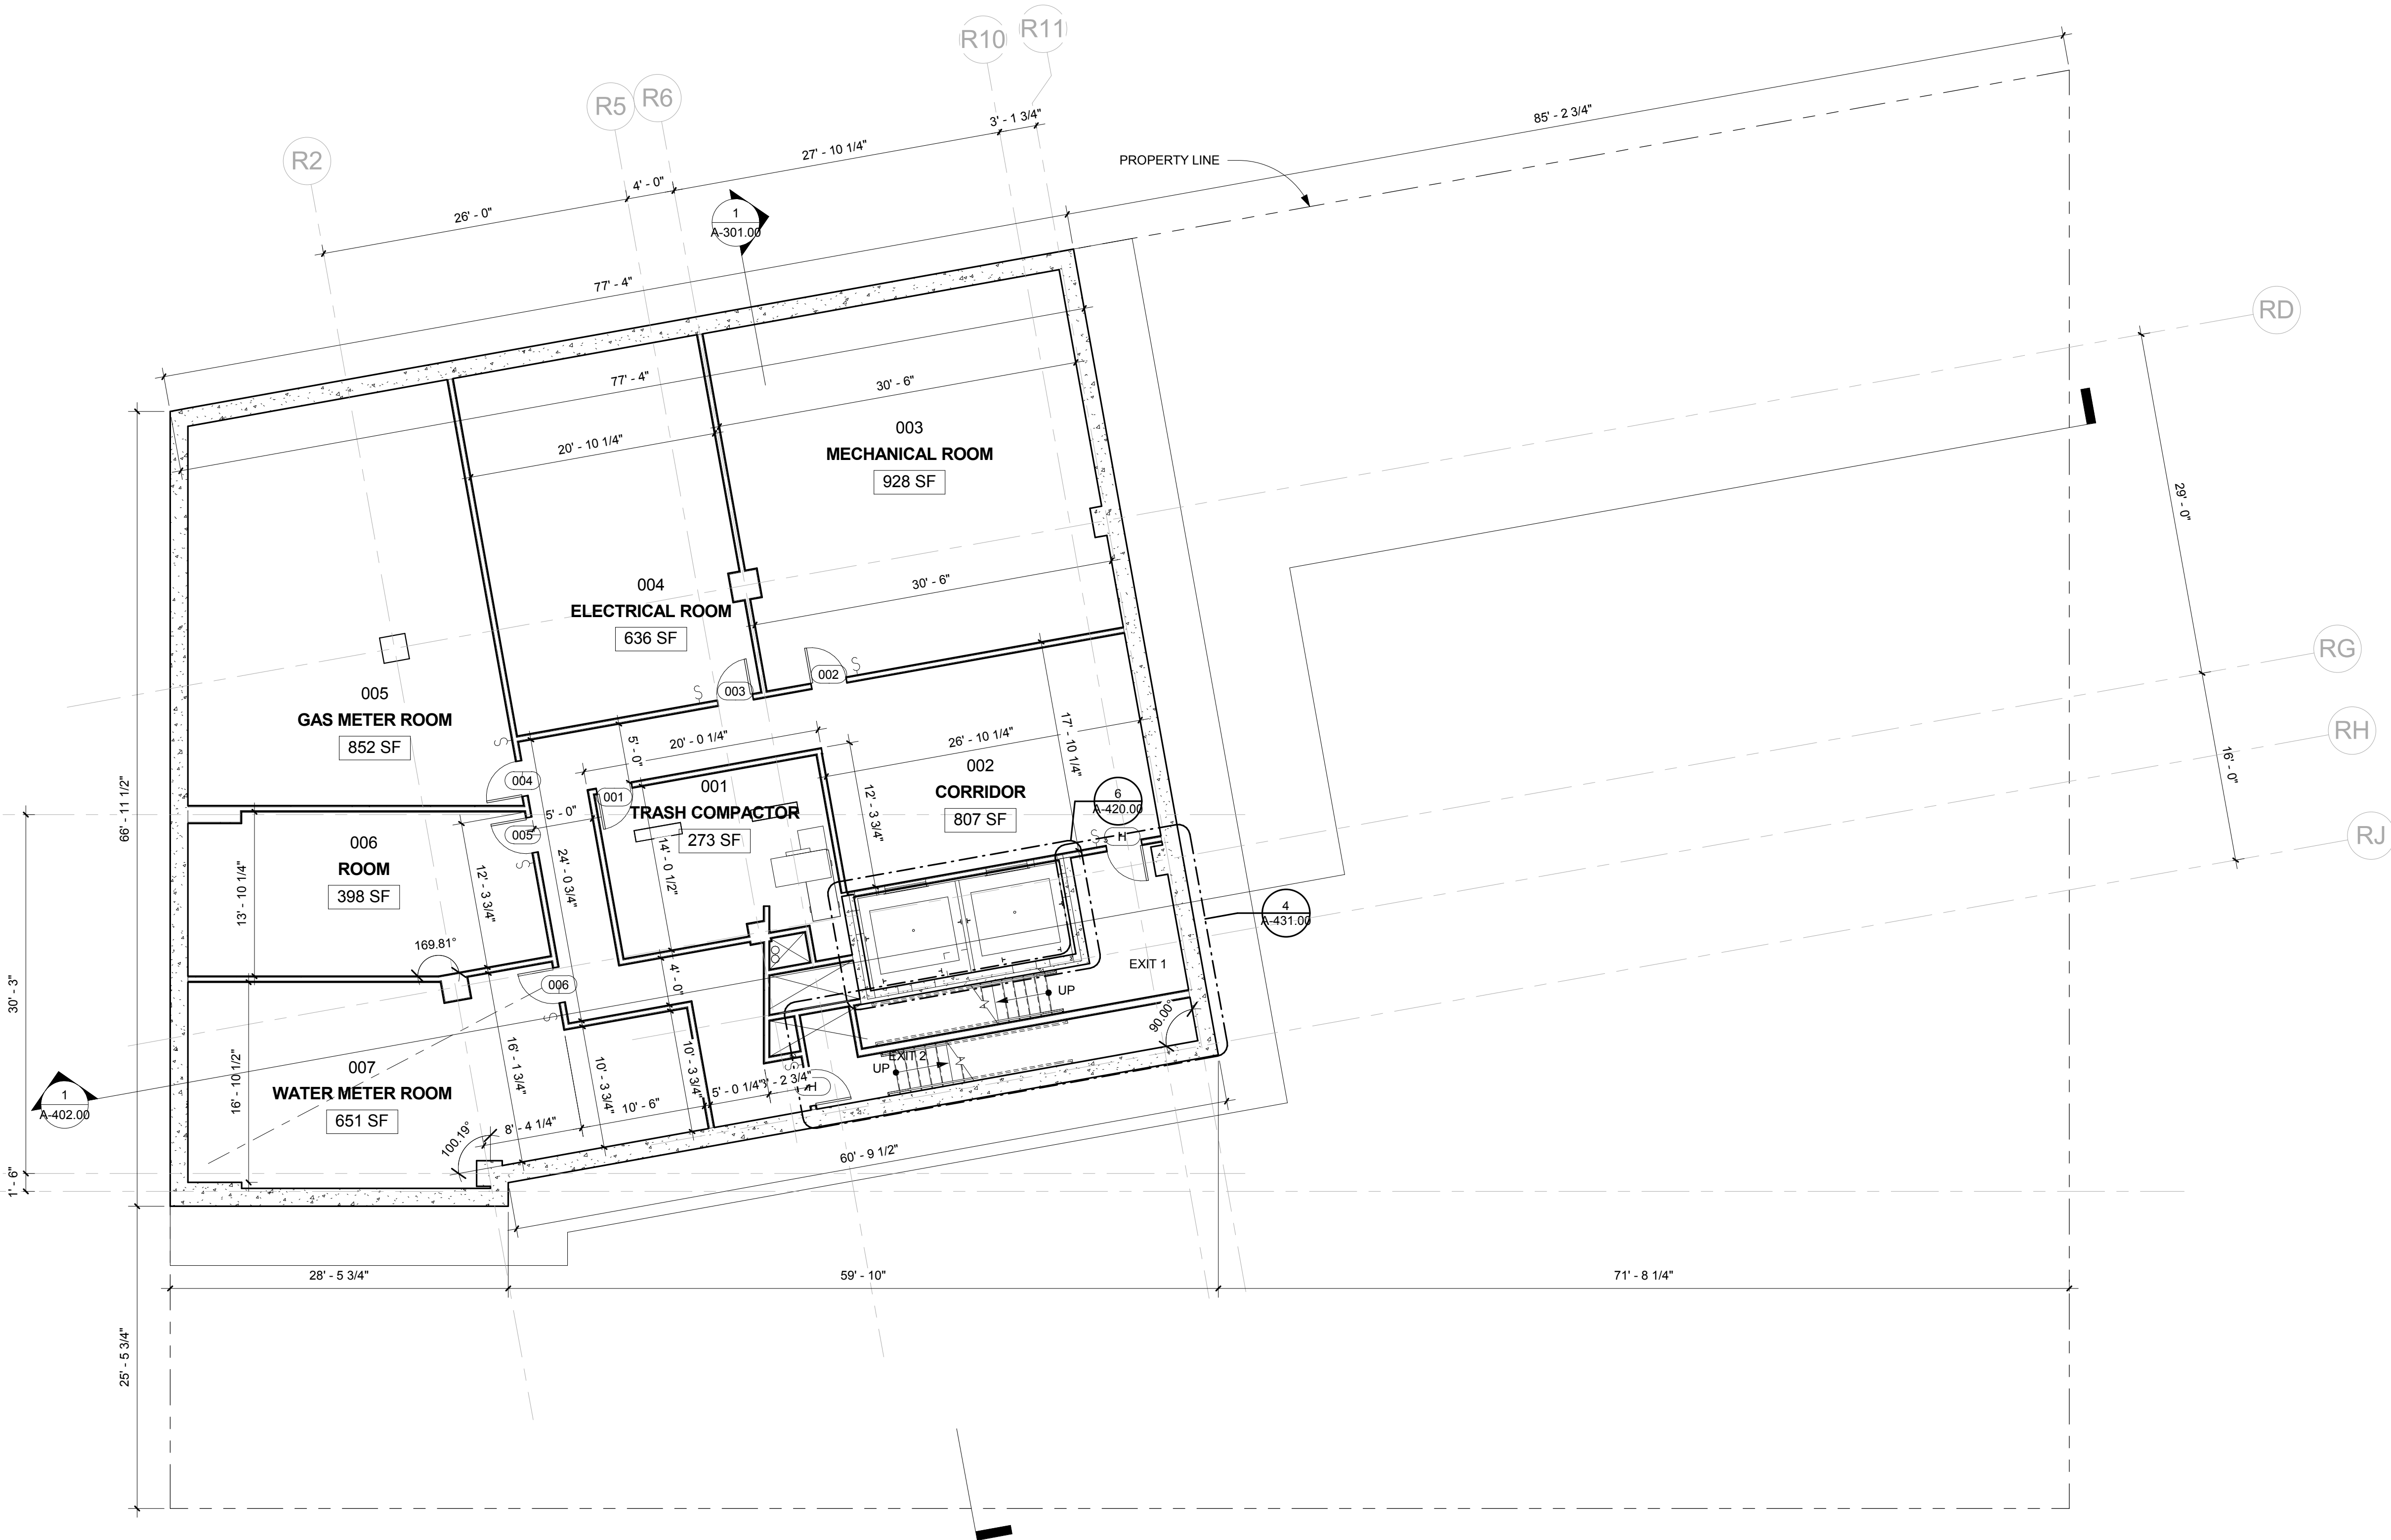 R10
R11
R5
R6
R2
3' - 1 3/4"
85' - 2 3/4"
27' - 10 1/4"
PROPERTY LINE
4' - 0"
26' - 0"
1
A-301.00
77' - 4"
RD
77' - 4"
30' - 6"
20' - 10 1/4"
003
MECHANICAL ROOM
928 SF
29' - 0"
30' - 6"
004
ELECTRICAL ROOM
636 SF
RG
002
003
005
GAS METER ROOM
852 SF
RH
17' - 10 1/4"
26' - 10 1/4"
20' - 0 1/4"
5' - 0"
16' - 0"
002
CORRIDOR
807 SF
004
001
001
TRASH COMPACTOR
273 SF
12' - 3 3/4"
6
A-420.00
66' - 11 1/2"
5' - 0"
005
H
RJ
006
ROOM
398 SF
14' - 0 1/2"
24' - 0 3/4"
12' - 3 3/4"
13' - 10 1/4"
4
A-431.00
169.81°
EXIT 1
4' - 0"
006
UP
30' - 3"
90.00°
EXIT 2
UP
16' - 1 3/4"
10' - 3 3/4"
10' - 3 3/4"
007
WATER METER ROOM
651 SF
16' - 10 1/2"
5' - 0 1/4"
3' - 2 3/4"
H
10' - 6"
8' - 4 1/4"
1
A-402.00
100.19°
60' - 9 1/2"
1' - 6"
28' - 5 3/4"
59' - 10"
71' - 8 1/4"
25' - 5 3/4"